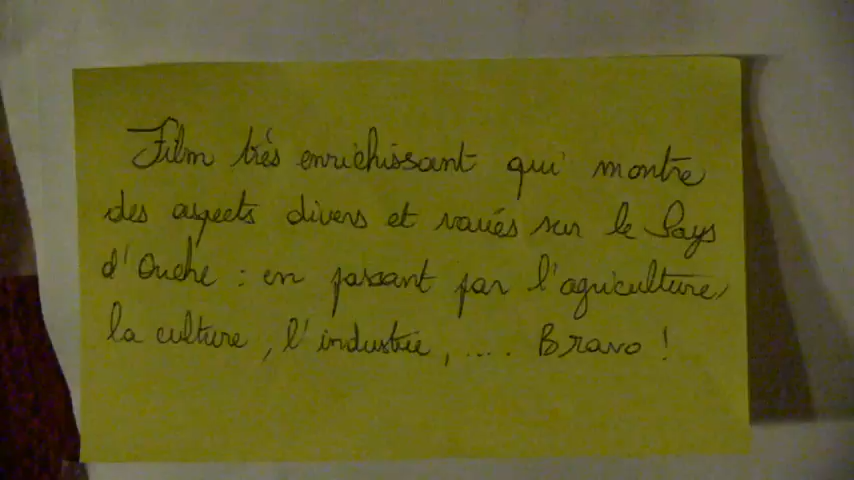 Film très enrichissant qui montre
des aspects divers et variés sur le Pays
d'Ouche : en passant par l'agriculture,
la culture, l'industrie, .... Bravo !